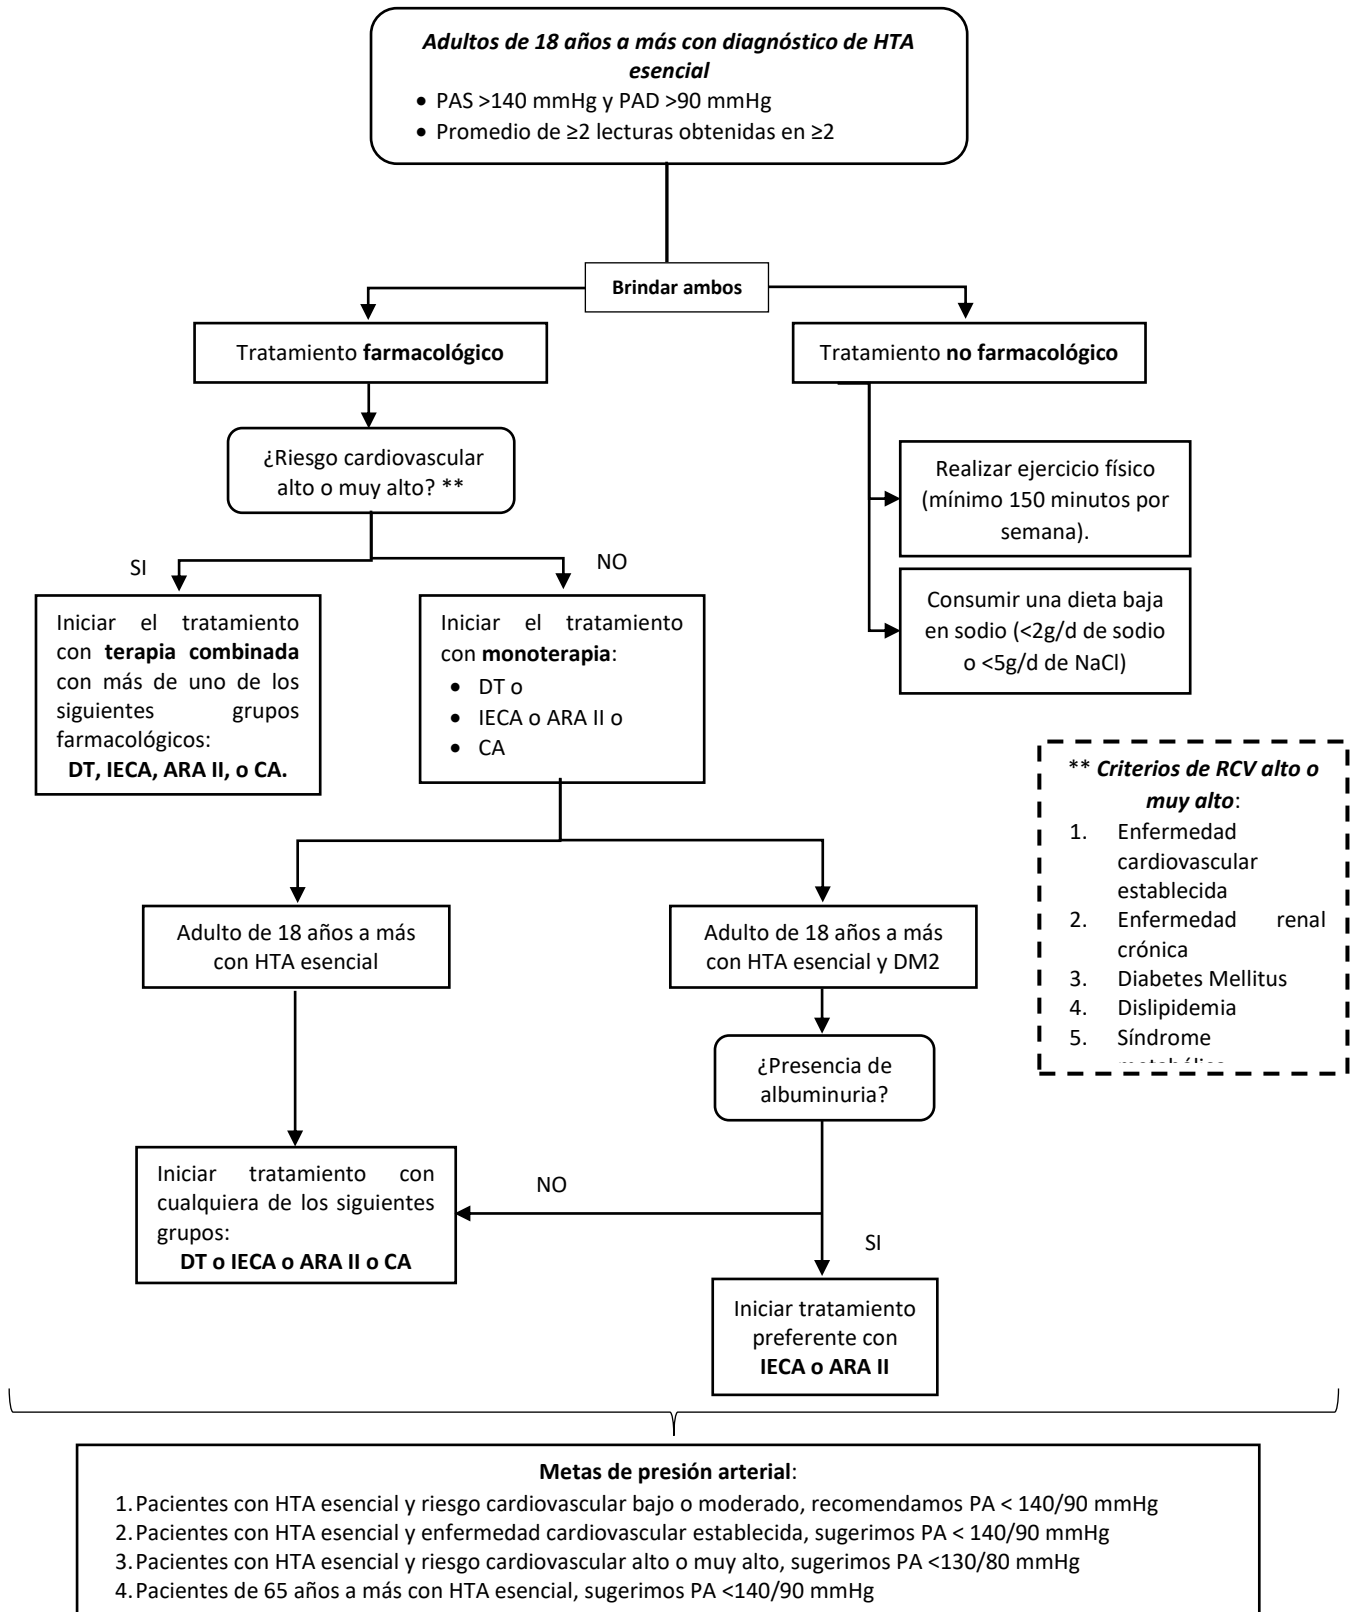 Adultos de 18 años a más con diagnóstico de HTA
esencial
• PAS >140 mmHg y PAD >90 mmHg
• Promedio de ≥2 lecturas obtenidas en ≥2
Brindar ambos
Tratamiento farmacológico
Tratamiento no farmacológico
¿Riesgo cardiovascular
alto o muy alto? **
Realizar ejercicio físico
(mínimo 150 minutos por
semana).
SI
NO
Iniciar el tratamiento
con terapia combinada
con más de uno de los
siguientes grupos
farmacológicos:
DT, IECA, ARA II, o CA.
Iniciar el tratamiento
con monoterapia:
• DT o
• IECA o ARA II o
• CA
Consumir una dieta baja
en sodio (<2g/d de sodio
o <5g/d de NaCl)
** Criterios de RCV alto o
muy alto:
1. Enfermedad
cardiovascular
establecida
2. Enfermedad renal
crónica
3. Diabetes Mellitus
4. Dislipidemia
5. Síndrome
Adulto de 18 años a más
con HTA esencial
Adulto de 18 años a más
con HTA esencial y DM2
¿Presencia de
albuminuria?
Iniciar tratamiento con
cualquiera de los siguientes
grupos:
DT o IECA o ARA II o CA
NO
SI
Iniciar tratamiento
preferente con
IECA o ARA II
Metas de presión arterial:
1. Pacientes con HTA esencial y riesgo cardiovascular bajo o moderado, recomendamos PA < 140/90 mmHg
2. Pacientes con HTA esencial y enfermedad cardiovascular establecida, sugerimos PA < 140/90 mmHg
3. Pacientes con HTA esencial y riesgo cardiovascular alto o muy alto, sugerimos PA <130/80 mmHg
4. Pacientes de 65 años a más con HTA esencial, sugerimos PA <140/90 mmHg